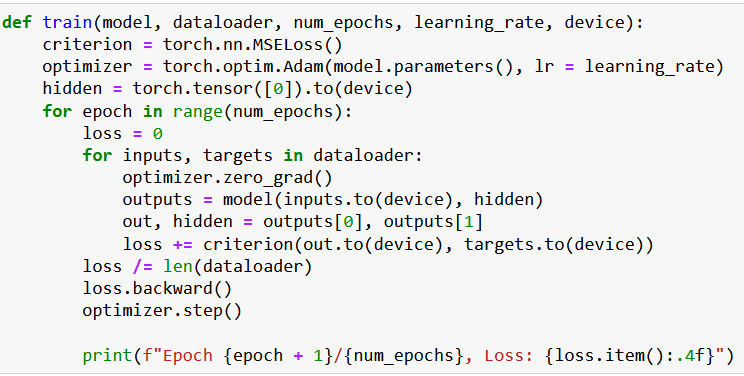 def train(model, dataloader, num_epochs, learning_rate, device):
    criterion = torch.nn.MSELoss()
    optimizer = torch.optim.Adam(model.parameters(), lr = learning_rate)
    hidden = torch.tensor([0]).to(device)
    for epoch in range(num_epochs):
        loss = 0
        for inputs, targets in dataloader:
            optimizer.zero_grad()
            outputs = model(inputs.to(device), hidden)
            out, hidden = outputs[0], outputs[1]
            loss += criterion(out.to(device), targets.to(device))
        loss /= len(dataloader)
        loss.backward()
        optimizer.step()

        print(f"Epoch {epoch + 1}/{num_epochs}, Loss: {loss.item():.4f}")